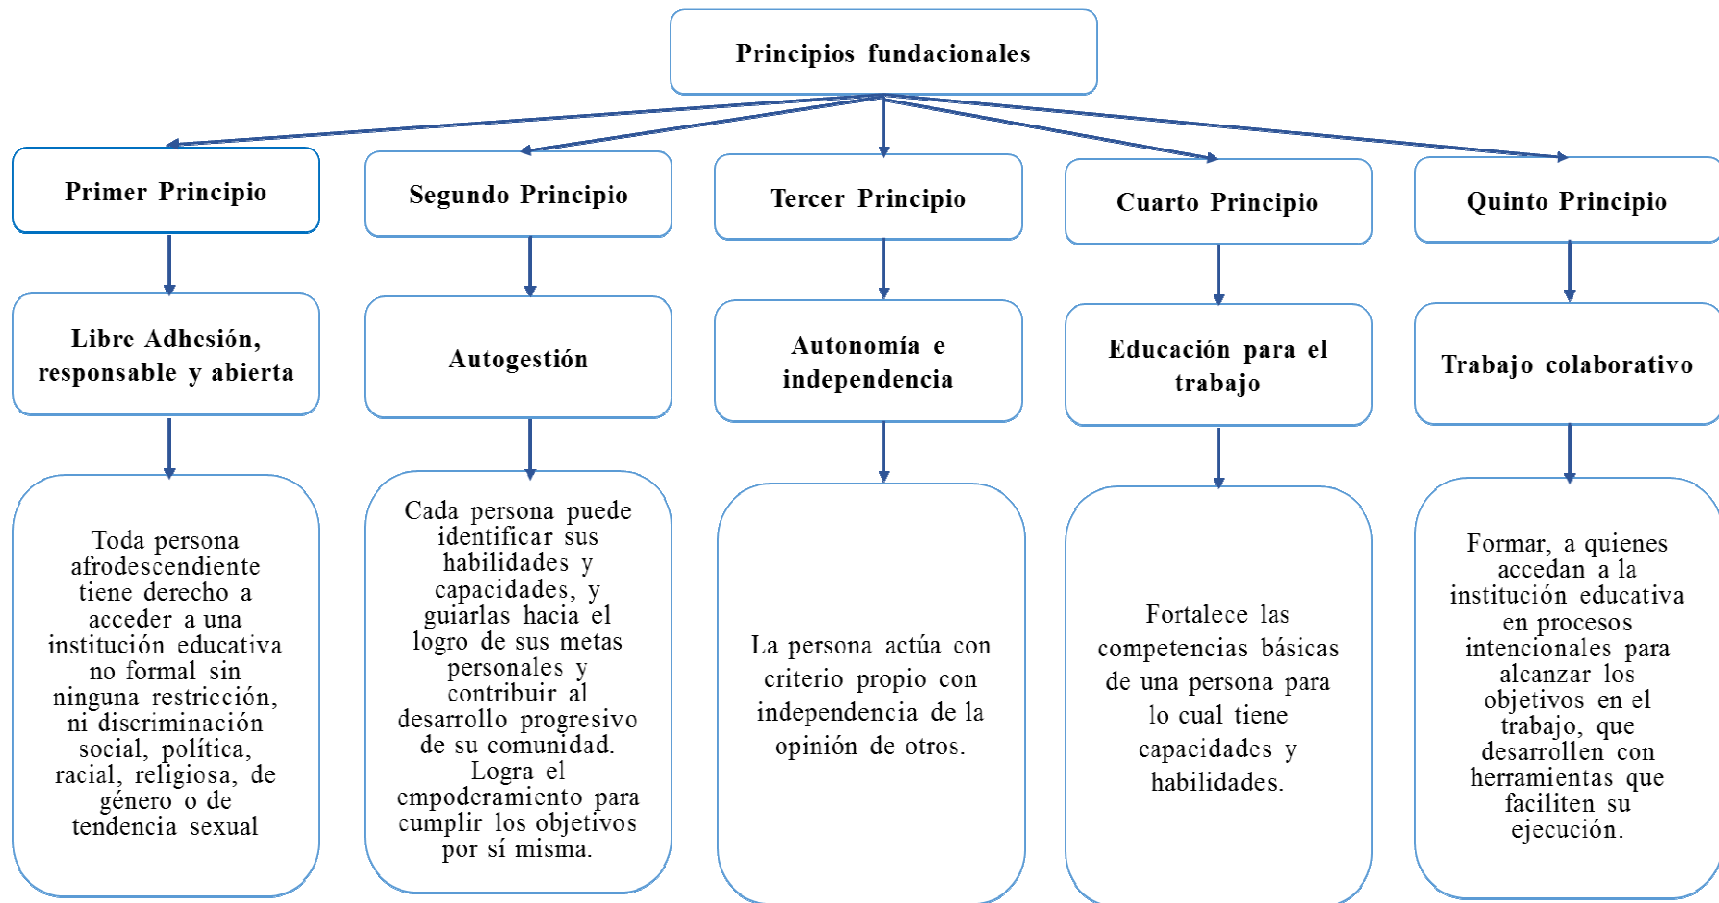 Principios fundacionales
Primer Principio
Segundo Principio
Tercer Principio
Cuarto Principio
Quinto Principio
Libre Adhesión,
responsable y abierta
Autogestión
Autonomía e
independencia
Educación para el
trabajo
Trabajo colaborativo
Toda persona
afrodescendiente
tiene derecho a
acceder a una
institución educativa
no formal sin
ninguna restricción,
ni discriminación
social, política,
racial, religiosa, de
género o de
tendencia sexual
Cada persona puede
identificar sus
habilidades y
capacidades, y
guiarlas hacia el
logro de sus metas
personales y
contribuir al
desarrollo progresivo
de su comunidad.
Logra el
empoderamiento para
cumplir los objetivos
por sí misma.
La persona actúa con
criterio propio con
independencia de la
opinión de otros.
Fortalece las
competencias básicas
de una persona para
lo cual tiene
capacidades y
habilidades.
Formar, a quienes
accedan a la
institución educativa
en procesos
intencionales para
alcanzar los
objetivos en el
trabajo, que
desarrollen con
herramientas que
faciliten su
ejecución.